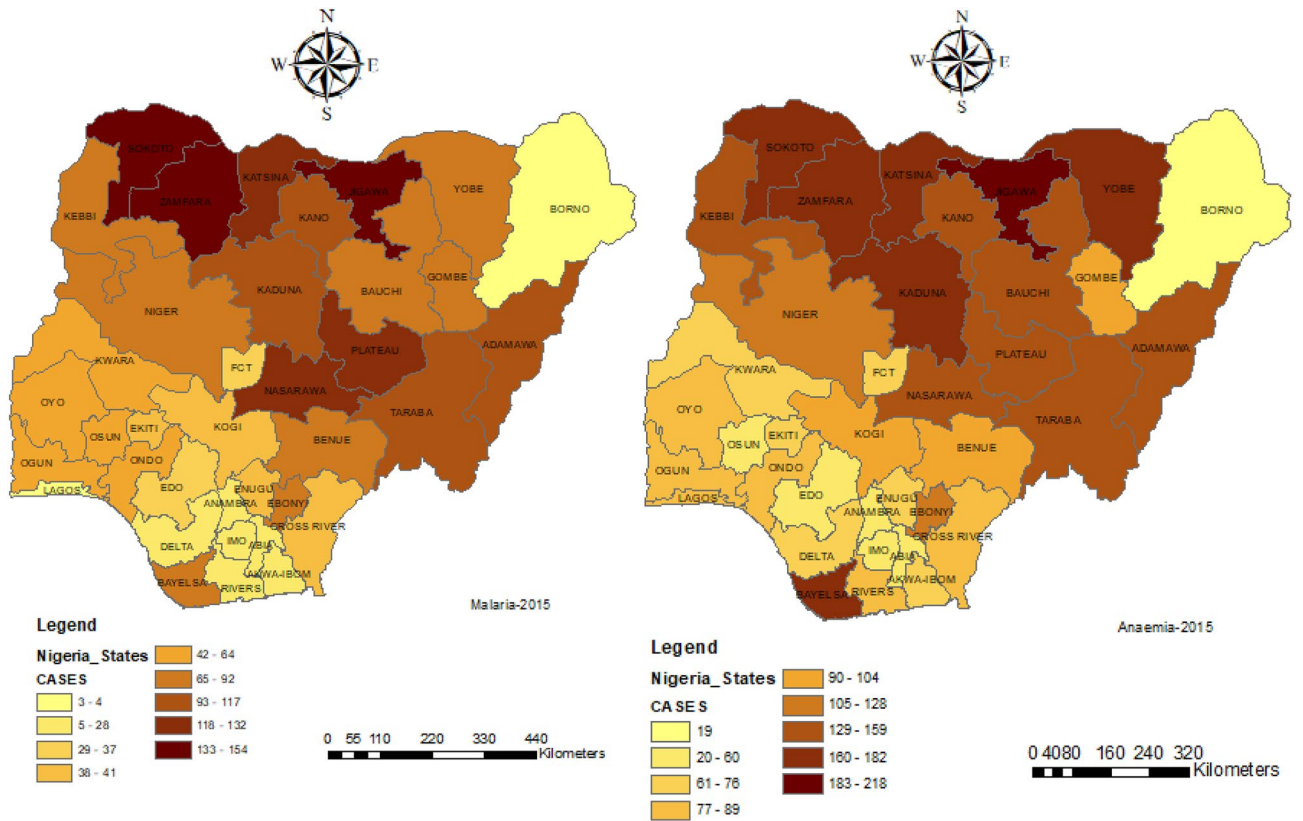 N
W E
S
SOKOTO
KATSINA
JIGAWA
YOBE
ZAMFARA
BORNO
KEBBI
KANO
GOMBE
KADUNA
BAUCHI
NIGER
ADAMAWA
PLATEAU
FCT
KWARA
NASARAWA
OYO
TARABA
KOGI
EKITI
OSUN
BENUE
OGUN
ONDO
LAGOS
EDO
ENUGU
ANAMBRA
EBONYI
CROSS RIVER
IMO
DELTA
ABIA
AKWA-IBOM
BAYELSA
RIVERS
Malaria-2015
Legend
Nigeria_States
CASES
3 - 4
5 - 28
29 - 37
38 - 41
42 - 64
65 - 92
93 - 117
118 - 132
133 - 154
0 55 110 220 330 440
Kilometers
N
W E
S
SOKOTO
KATSINA
JIGAWA
YOBE
ZAMFARA
BORNO
KEBBI
KANO
GOMBE
KADUNA
BAUCHI
NIGER
ADAMAWA
PLATEAU
FCT
KWARA
NASARAWA
OYO
TARABA
KOGI
EKITI
OSUN
BENUE
OGUN
ONDO
LAGOS
EDO
ENUGU
ANAMBRA
EBONYI
CROSS RIVER
IMO
ABIA
DELTA
AKWA-IBOM
BAYELSA
RIVERS
Anaemia-2015
Legend
Nigeria_States
CASES
19
20 - 60
61 - 76
77 - 89
90 - 104
105 - 128
129 - 159
160 - 182
183 - 218
0 4080 160 240 320
Kilometers